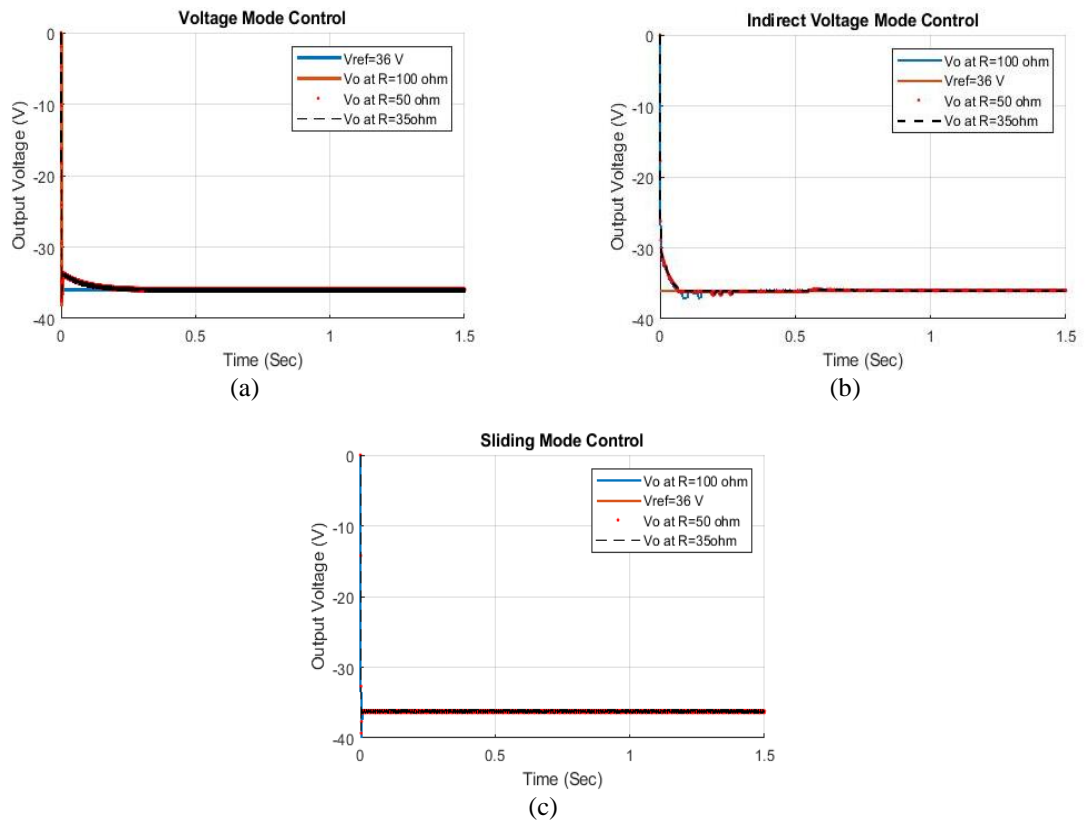 Voltage Mode Control
Vref=36 V
Vo at R=100 ohm
Vo at R=50 ohm
Vo at R=35ohm
Output Voltage (V)
0
-10
-20
-30
-40
0
0.5
1
1.5
Time (Sec)
(a)
Indirect Voltage Mode Control
Vo at R=100 ohm
Vref=36 V
Vo at R=50 ohm
Vo at R=35ohm
Output Voltage (V)
0
-10
-20
-30
-40
0
0.5
1
1.5
Time (Sec)
(b)
Sliding Mode Control
Vo at R=100 ohm
Vref=36 V
Vo at R=50 ohm
Vo at R=35ohm
Output Voltage (V)
0
-10
-20
-30
-40
0
0.5
1
1.5
Time (Sec)
(c)